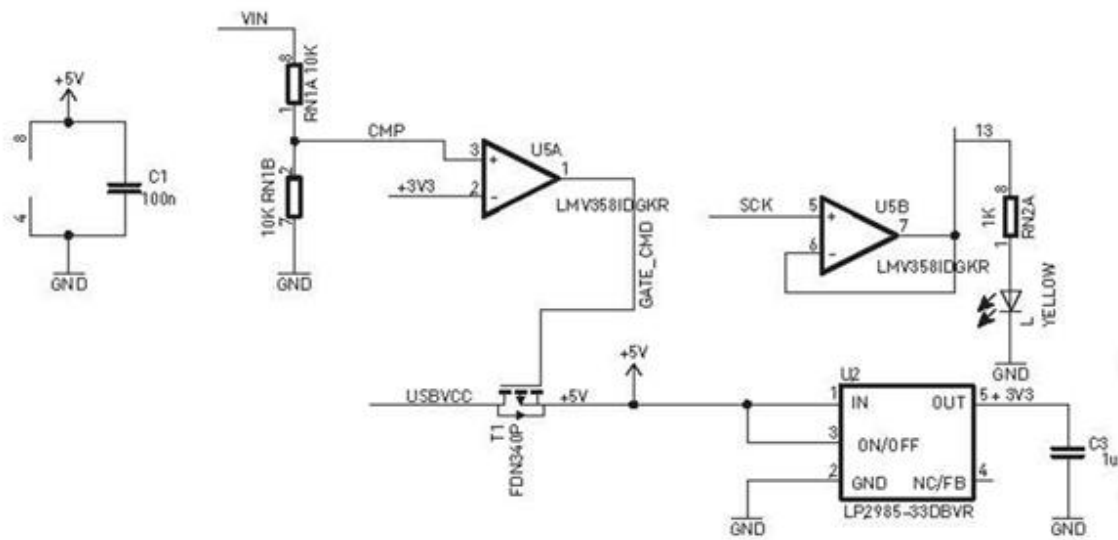 VIN
+5V
8
4
C1
100n
GND
8
RN1A 10K
1
CMP
2
10K RN1B
7
GND
3
+
+3V3
2
-
U5A
1
LMV358IDGKR
GATE_CMD
SCK
5
+
6
-
U5B
7
LMV358IDGKR
13
8
1K
RN2A
1
L
YELLOW
GND
USBVCC
T1
FDN340P
+5V
+5V
U2
1
IN
OUT
5
+ 3V3
3
ON/OFF
2
GND
NC/FB
4
LP2985-33DBVR
GND
C3
1u
GND